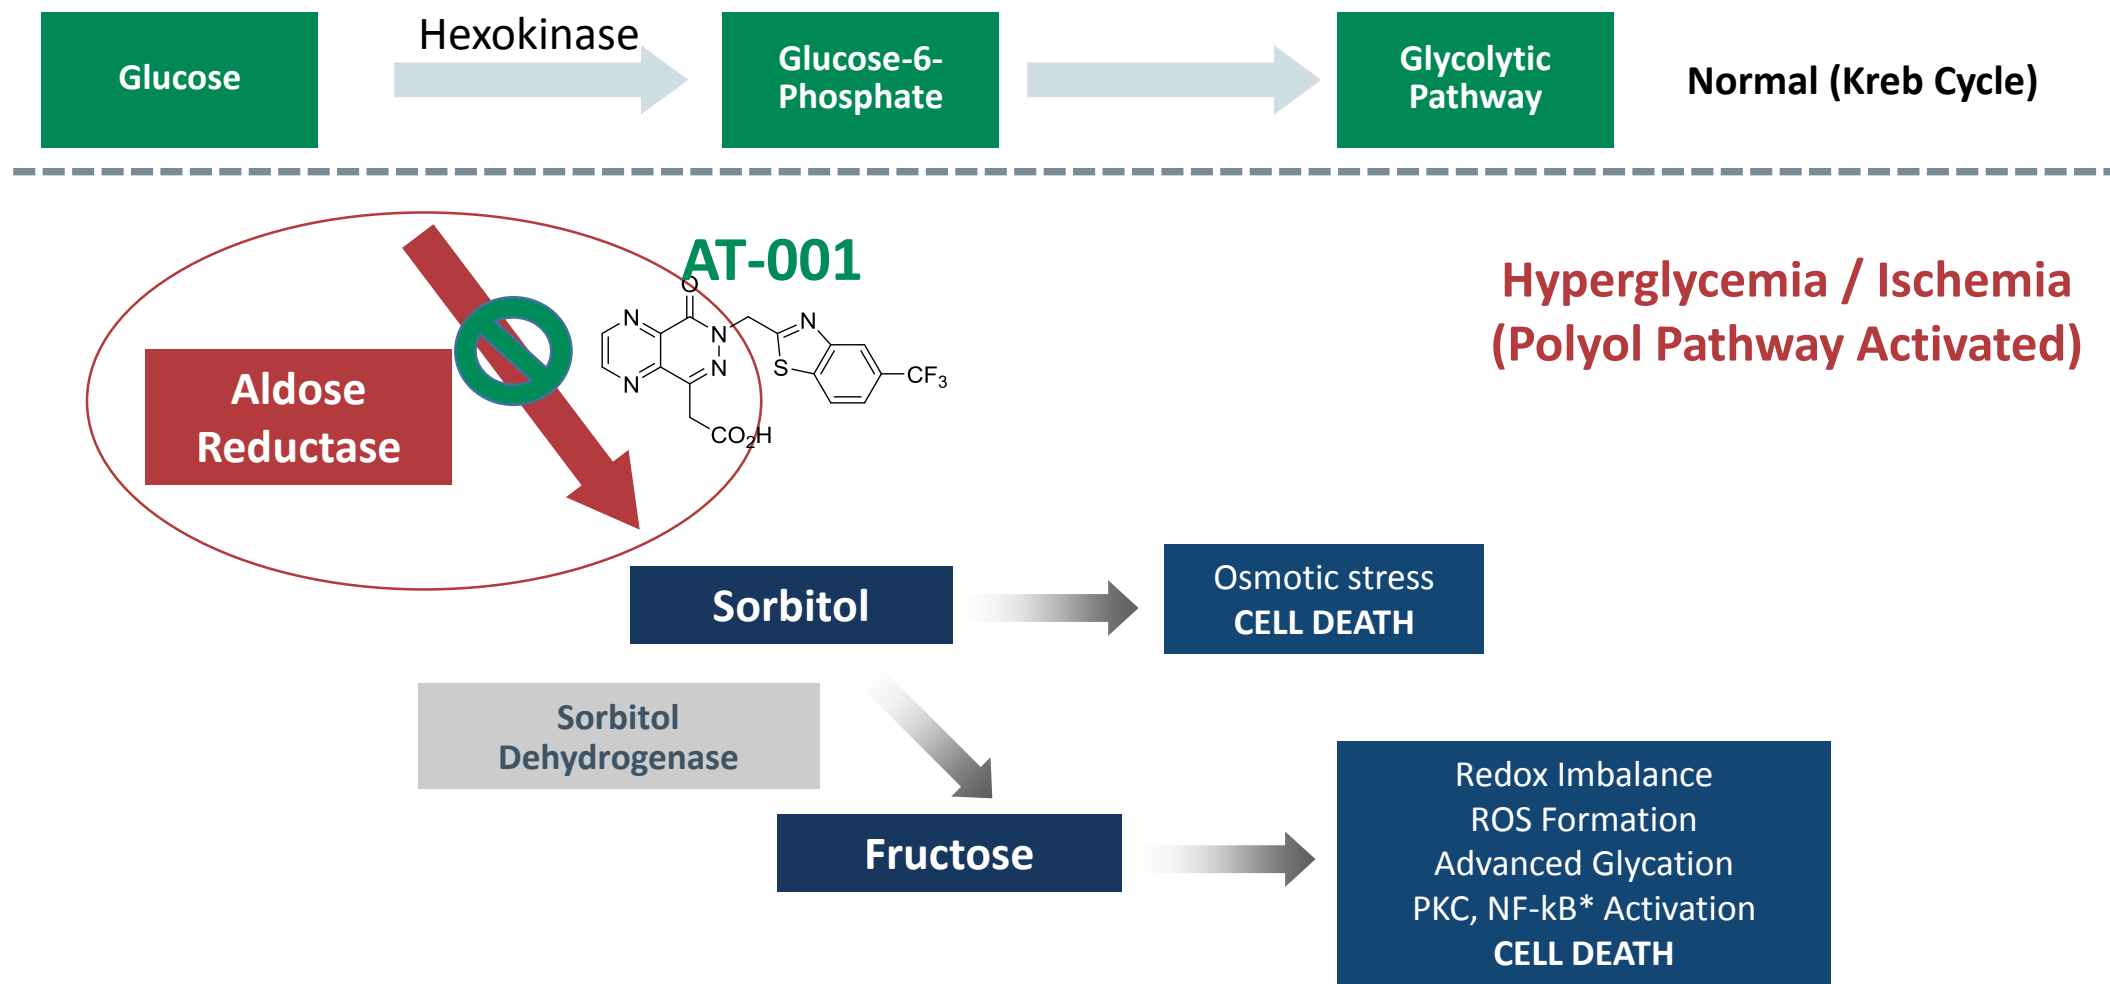 Hexokinase
Glucose
Glucose-6-
Phosphate
Glycolytic
Pathway
Normal (Kreb Cycle)
AT-001
Hyperglycemia / Ischemia
(Polyol Pathway Activated)
Aldose
Reductase
O
N
N
N
N
N
S
CF3
CO2H
Sorbitol
Osmotic stress
CELL DEATH
Sorbitol
Dehydrogenase
Fructose
Redox Imbalance
ROS Formation
Advanced Glycation
PKC, NF-kB* Activation
CELL DEATH